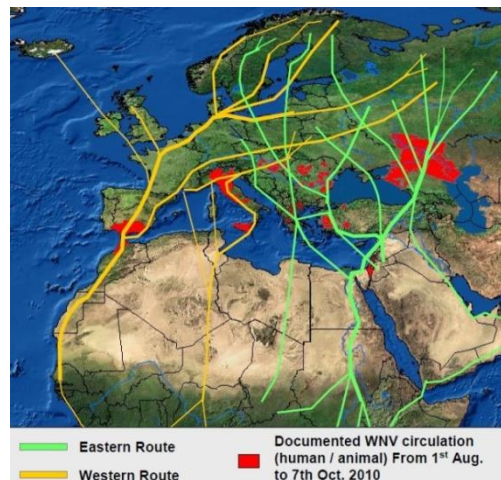 Eastern Route
Western Route
Documented WNV circulation
(human / animal) From 1st Aug.
to 7th Oct. 2010